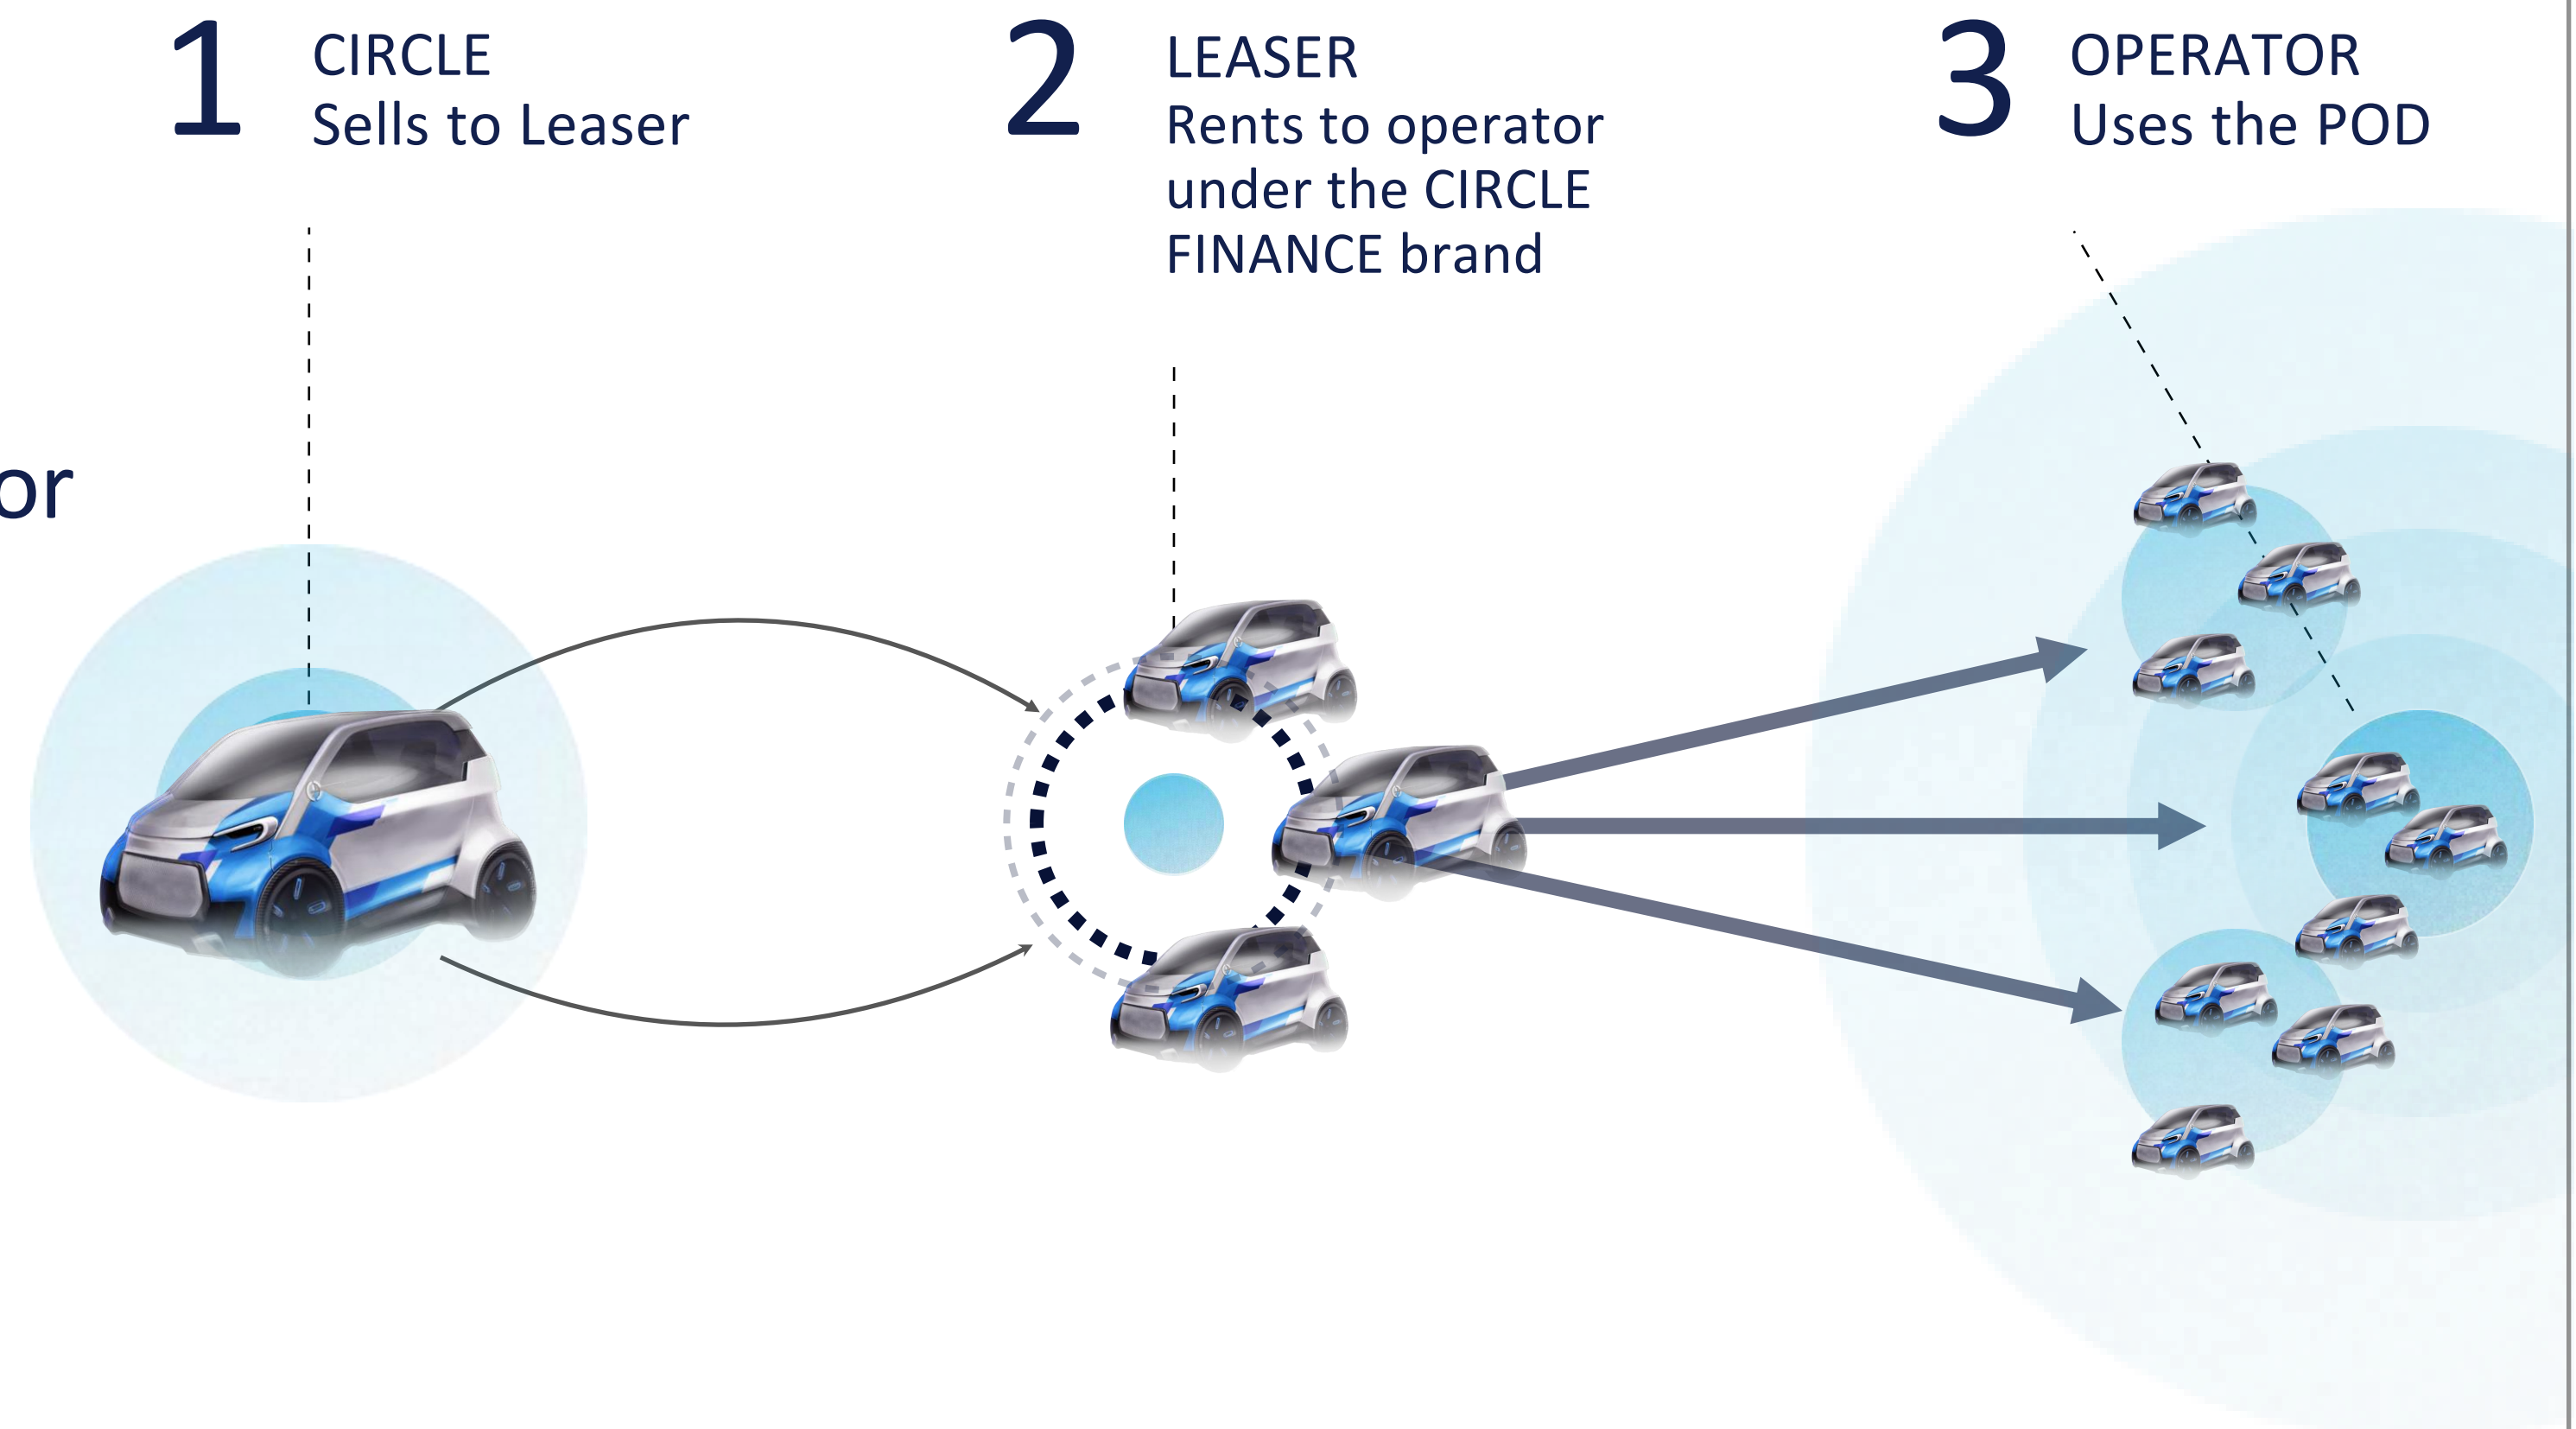 1
CIRCLE
Sells to Leaser
2
LEASER
Rents to operator
under the CIRCLE
FINANCE brand
3
OPERATOR
Uses the POD
or